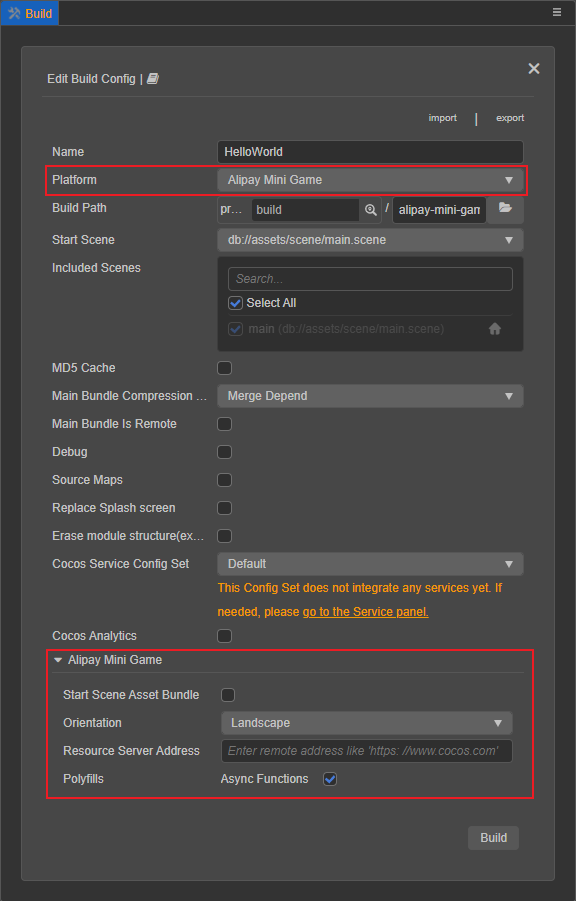 Build
Edit Build Config |
import | export
Name HelloWorld
Platform Alipay Mini Game
Build Path pr... build / alipay-mini-gam
Start Scene db://assets/scene/main.scene
Included Scenes
Search...
Select All
main (db://assets/scene/main.scene)
MD5 Cache
Main Bundle Compression ... Merge Depend
Main Bundle Is Remote
Debug
Source Maps
Replace Splash screen
Erase module structure(ex...
Cocos Service Config Set Default
This Config Set does not integrate any services yet. If
needed, please go to the Service panel.
Cocos Analytics
Alipay Mini Game
Start Scene Asset Bundle
Orientation Landscape
Resource Server Address Enter remote address like 'https: //www.cocos.com'
Polyfills Async Functions
Build